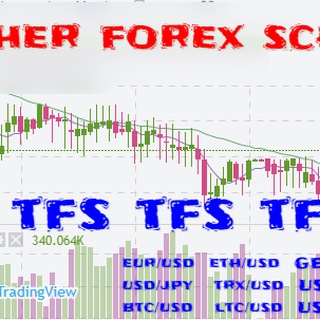 HER FOREX SC
TFS TFS TF
340.064K
EUR/USD ETH/USD G
USD/JPY TRX/USD US
BTC/USD LTC/USD US
TradingView